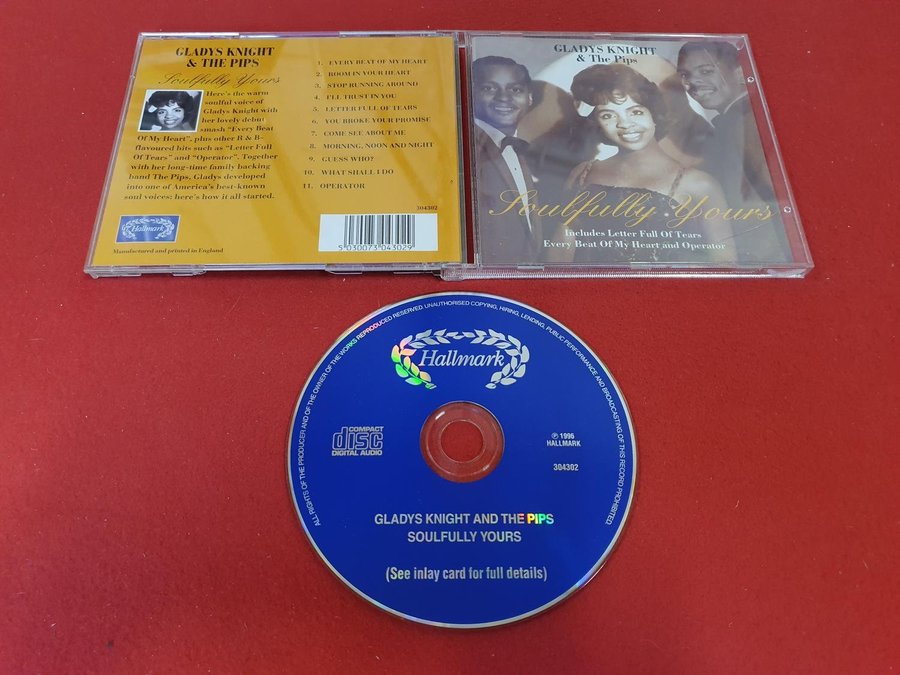 GLADYS KNIGHT
& THE PIPS
Soulfully Yours
Here's the warm
soulful voice of
Gladys Knight with
her lovely debut
smash "Every Beat
Of My Heart", plus other R & B-
flavoured hits such as "Letter Full
Of Tears" and "Operator". Together
with her long-time family backing
band The Pips, Gladys developed
into one of America's best-known
soul voices: here's how it all started.
Hallmark
Manufactured and printed in England
1. EVERY BEAT OF MY HEART
2. ROOM IN YOUR HEART
3. STOP RUNNING AROUND
4. I'LL TRUST IN YOU
5. LETTER FULL OF TEARS
6. YOU BROKE YOUR PROMISE
7. COME SEE ABOUT ME
8. MORNING, NOON AND NIGHT
9. GUESS WHO?
10. WHAT SHALL I DO
11. OPERATOR
304302
5 030073 043029
GLADYS KNIGHT
& The Pips
Soulfully Yours
Includes Letter Full Of Tears
Every Beat Of My Heart and Operator
ALL RIGHTS OF THE PRODUCER AND OF THE OWNER OF THE WORKS REPRODUCED RESERVED. UNAUTHORISED COPYING, HIRING, LENDING, PUBLIC PERFORMANCE AND BROADCASTING OF THIS RECORD PROHIBITED
Hallmark
COMPACT
disc
DIGITAL AUDIO
℗ 1996
HALLMARK
304302
GLADYS KNIGHT AND THE PIPS
SOULFULLY YOURS
(See inlay card for full details)